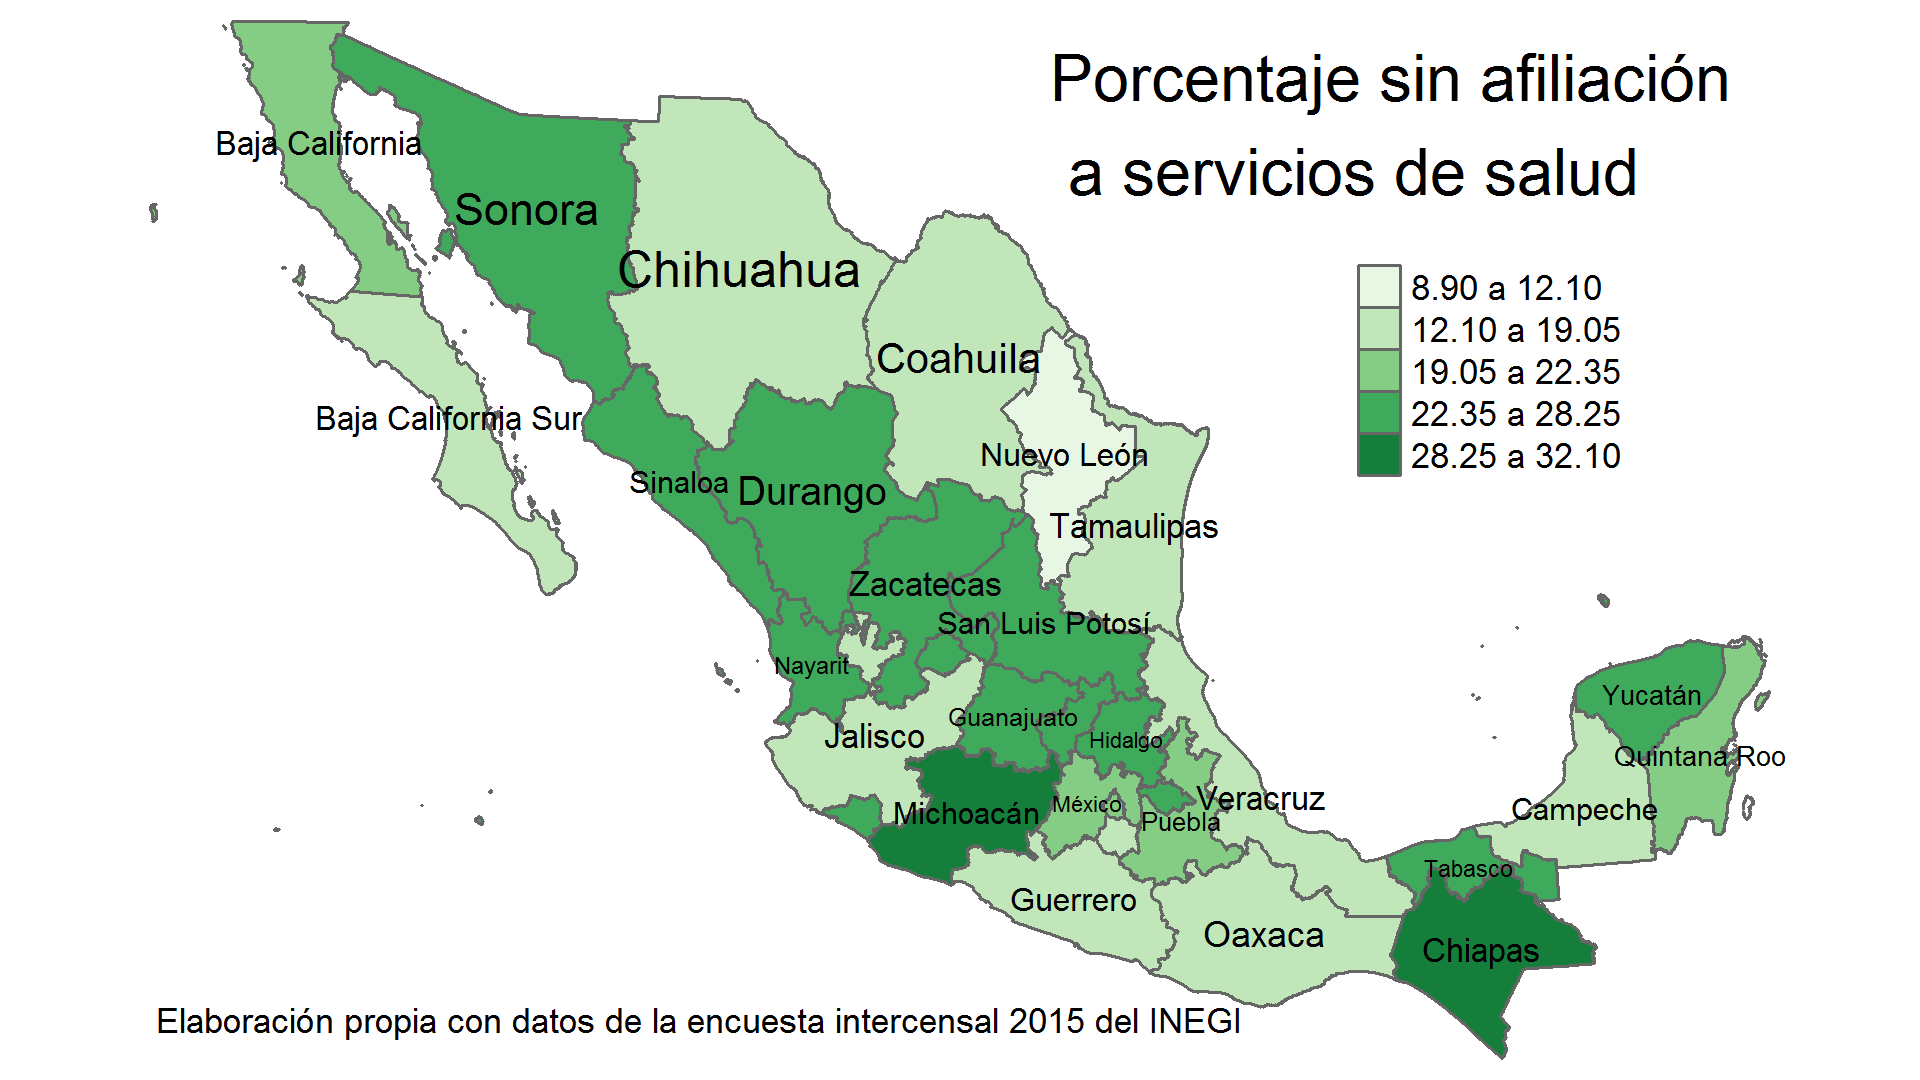 Porcentaje sin afiliación
a servicios de salud
Baja California
Sonora
Chihuahua
8.90 a 12.10
12.10 a 19.05
19.05 a 22.35
22.35 a 28.25
28.25 a 32.10
Coahuila
Baja California Sur
Nuevo León
Sinaloa
Durango
Tamaulipas
Zacatecas
San Luis Potosí
Nayarit
Yucatán
Guanajuato
Jalisco
Hidalgo
Quintana Roo
Michoacán
México
Veracruz
Puebla
Campeche
Tabasco
Guerrero
Oaxaca
Chiapas
Elaboración propia con datos de la encuesta intercensal 2015 del INEGI